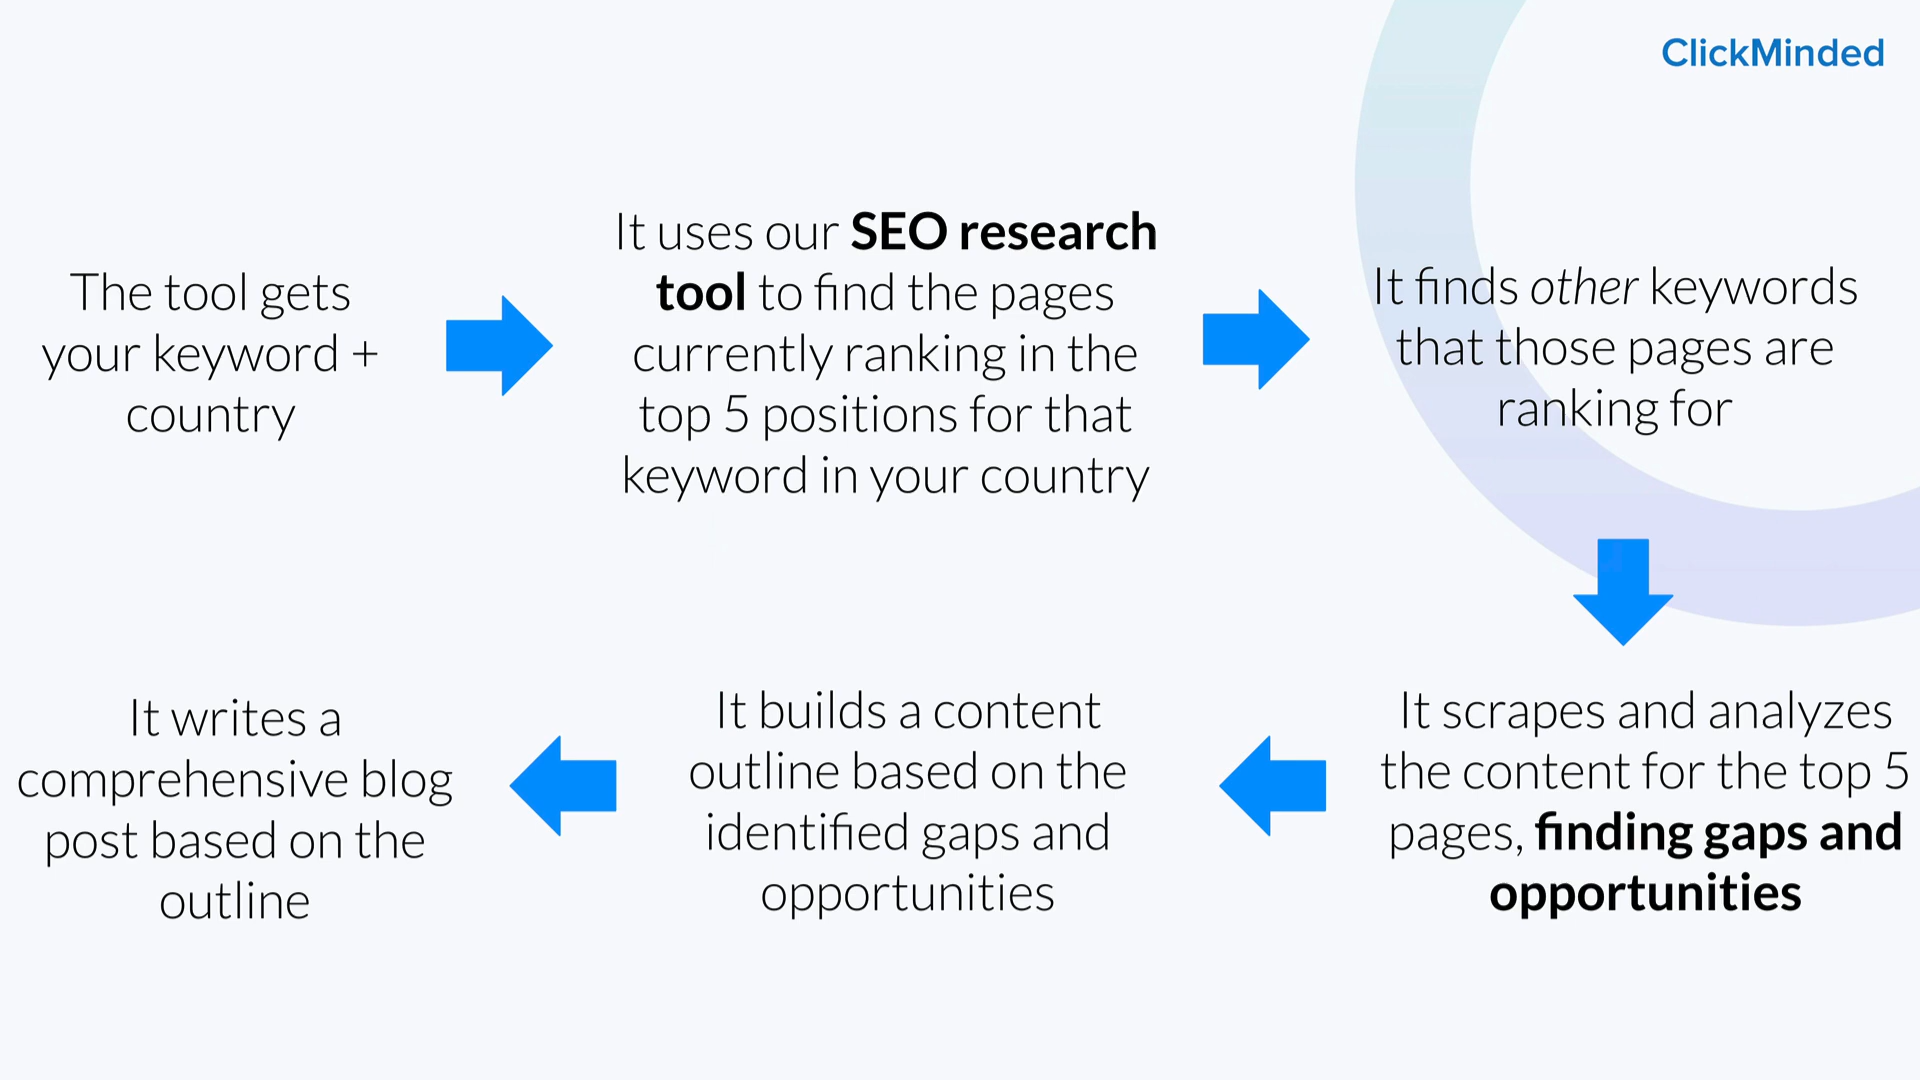 ClickMinded
The tool gets
your keyword +
country
It uses our SEO research
tool to find the pages
currently ranking in the
top 5 positions for that
keyword in your country
It finds other keywords
that those pages are
ranking for
It scrapes and analyzes
the content for the top 5
pages, finding gaps and
opportunities
It builds a content
outline based on the
identified gaps and
opportunities
It writes a
comprehensive blog
post based on the
outline